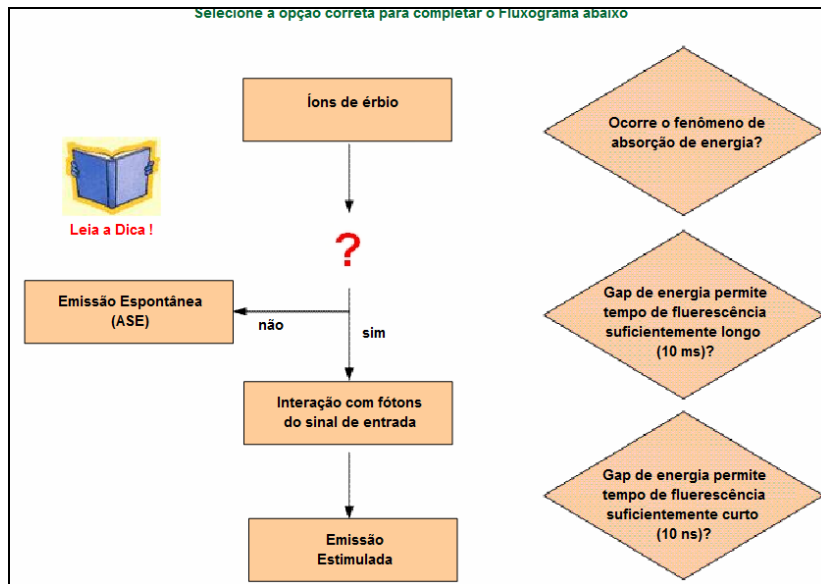 Selecione a opção correta para completar o Fluxograma abaixo
Íons de érbio
Ocorre o fenômeno de
absorção de energia?
Leia a Dica !
?
Emissão Espontânea
(ASE)
não
sim
Gap de energia permite
tempo de fluerescência
suficientemente longo
(10 ms)?
Interação com fótons
do sinal de entrada
Gap de energia permite
tempo de fluerescência
suficientemente curto
(10 ns)?
Emissão
Estimulada